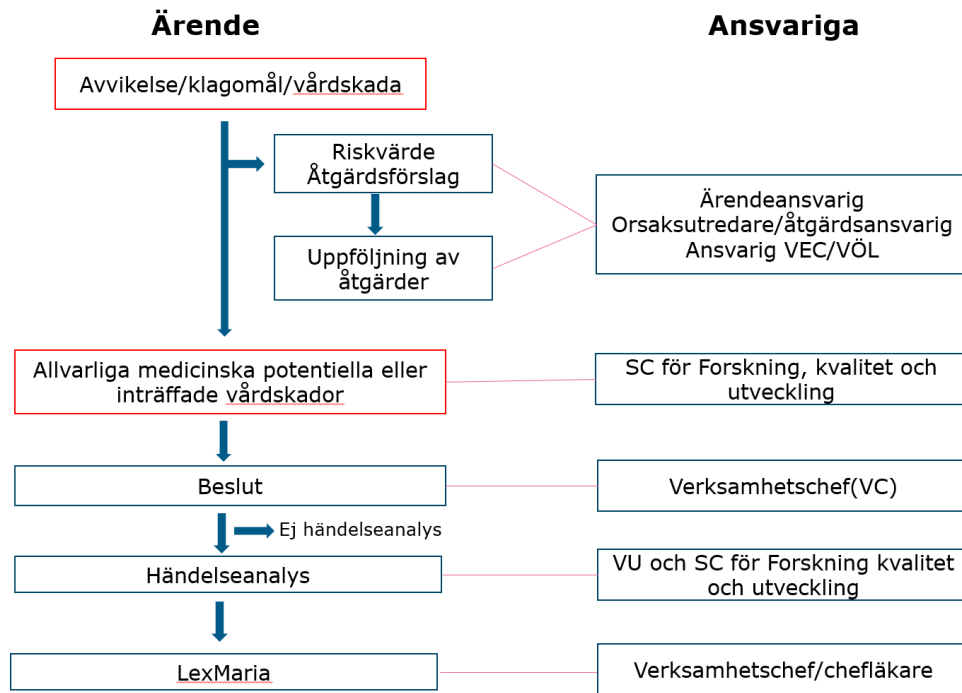 Ärende
Ansvariga
Avvikelse/klagomål/vårdskada
Riskvärde
Åtgärdsförslag
Ärendeansvarig
Orsaksutredare/åtgärdsansvarig
Ansvarig VEC/VÖL
Uppföljning av
åtgärder
Allvarliga medicinska potentiella eller
inträffade vårdskador
SC för Forskning, kvalitet och
utveckling
Beslut
Verksamhetschef(VC)
Ej händelseanalys
Händelseanalys
VU och SC för Forskning kvalitet
och utveckling
LexMaria
Verksamhetschef/chefläkare